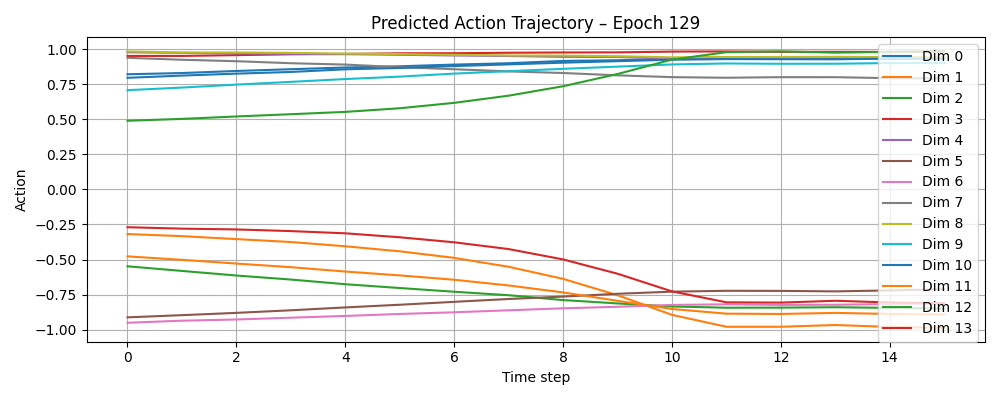 Predicted Action Trajectory – Epoch 129
Action
1.00
0.75
0.50
0.25
0.00
−0.25
−0.50
−0.75
−1.00
0 2 4 6 8 10 12 14
Time step
Dim 0
Dim 1
Dim 2
Dim 3
Dim 4
Dim 5
Dim 6
Dim 7
Dim 8
Dim 9
Dim 10
Dim 11
Dim 12
Dim 13